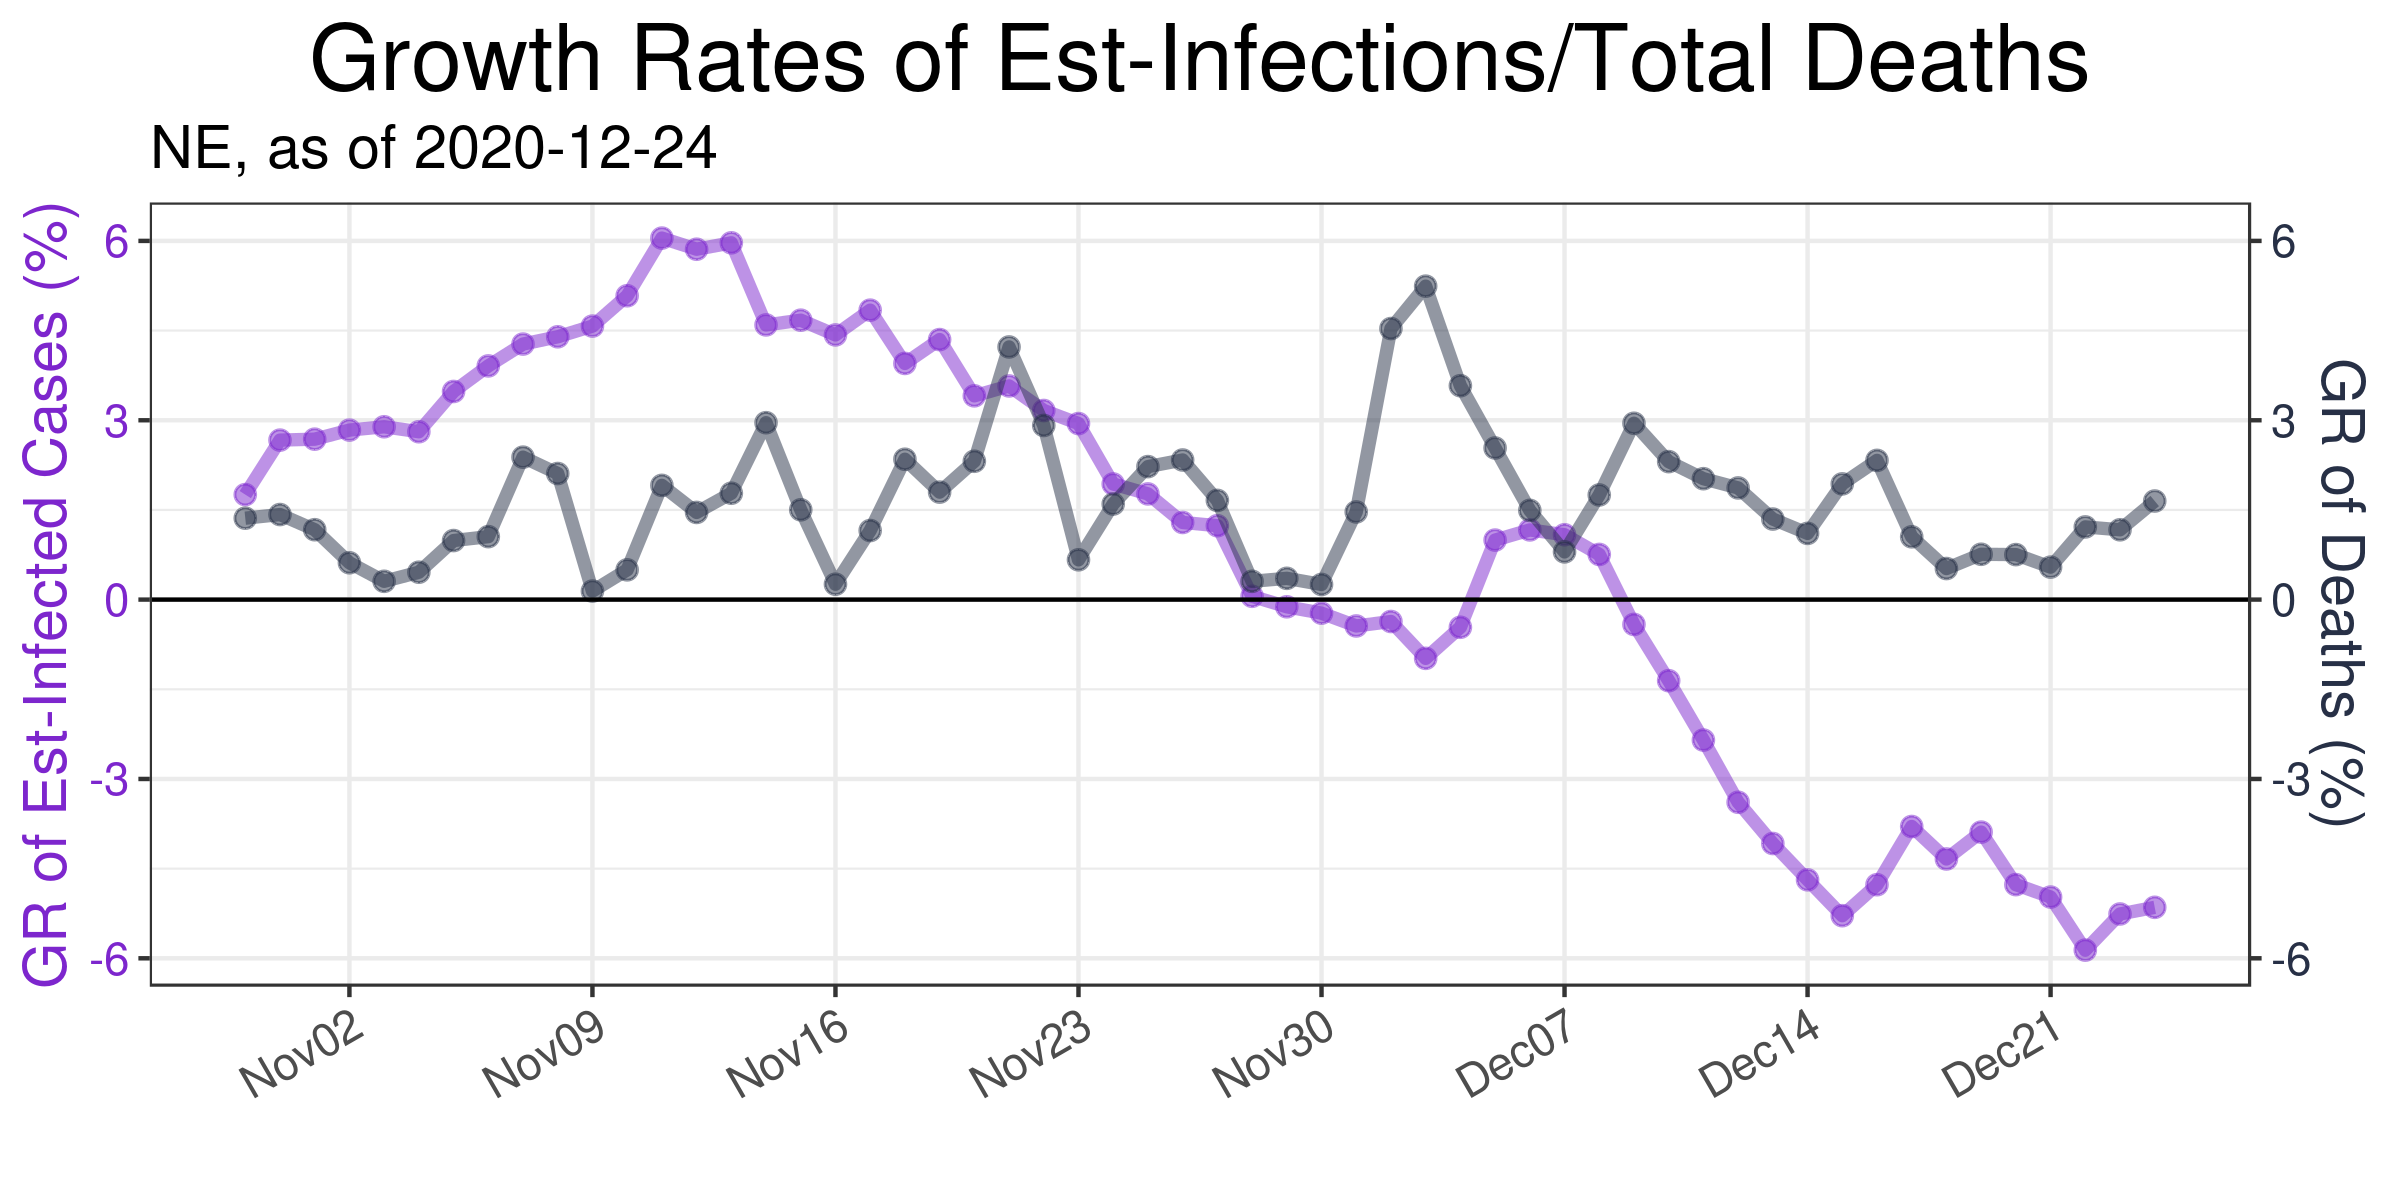 Growth Rates of Est-Infections/Total Deaths
NE, as of 2020-12-24
GR of Est-Infected Cases (%)
6
3
0
-3
-6
6
3
0
-3
-6
GR of Deaths (%)
Nov02
Nov09
Nov16
Nov23
Nov30
Dec07
Dec14
Dec21